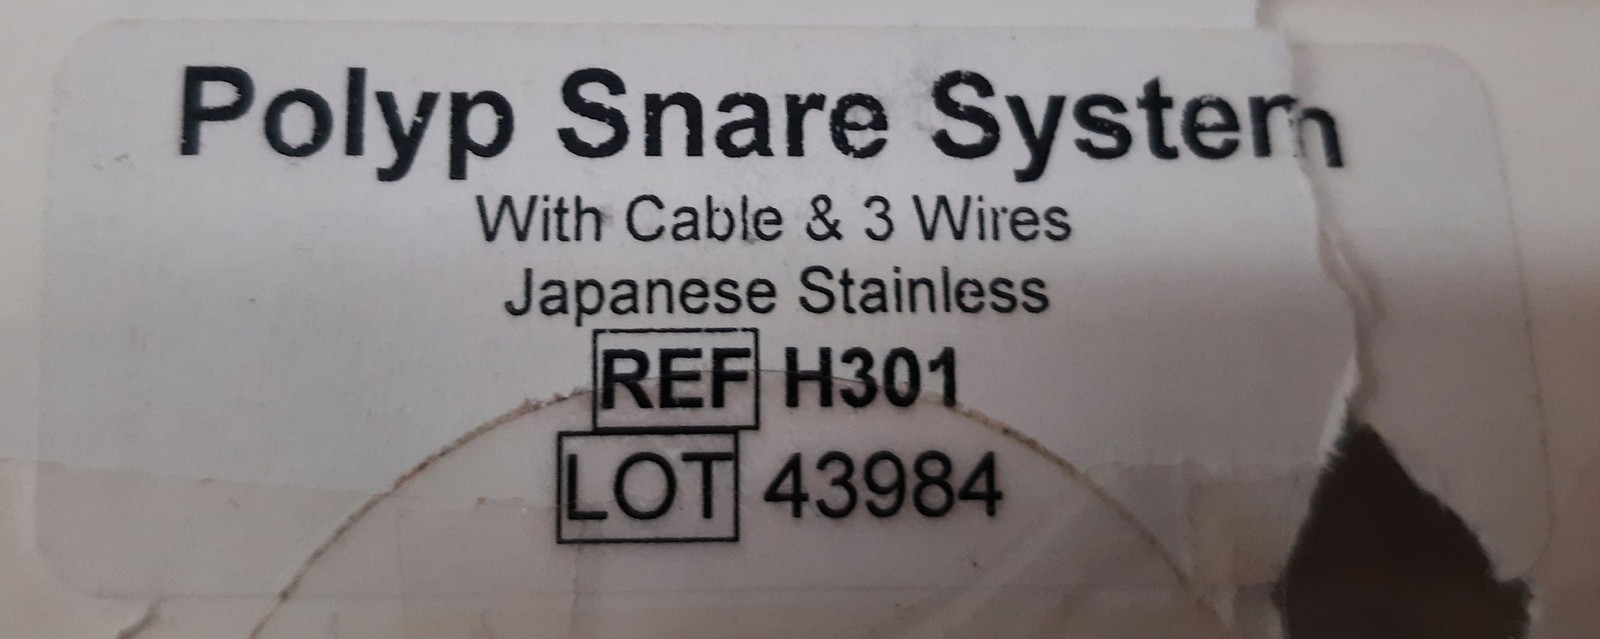 Polyp Snare System
With Cable & 3 Wires
Japanese Stainless
REF H301
LOT 43984